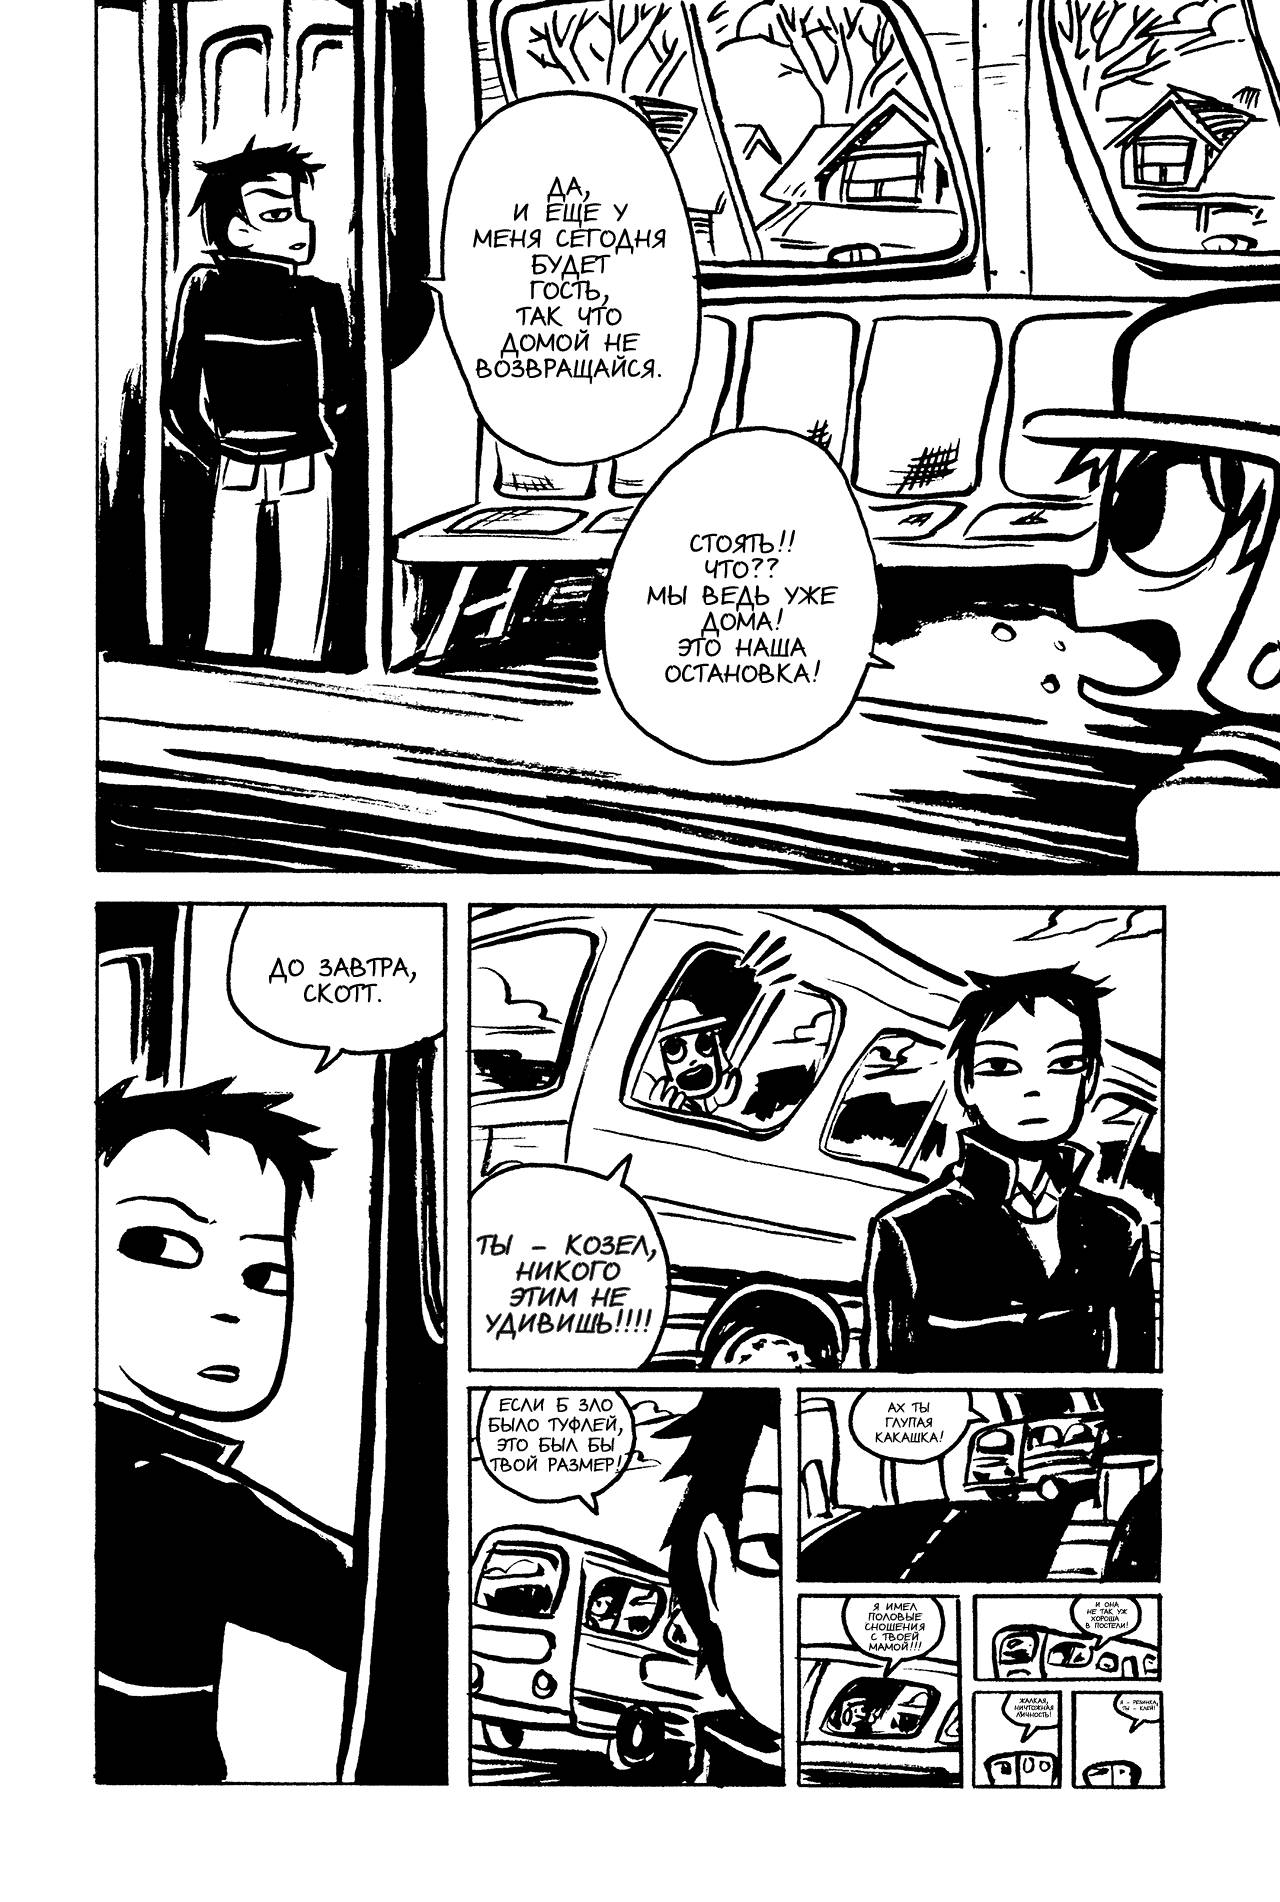 ДА,
И ЕЩЕ У
МЕНЯ СЕГОДНЯ
БУДЕТ
ГОСТЬ,
ТАК ЧТО
ДОМОЙ НЕ
ВОЗВРАЩАЙСЯ.
СТОЯТЬ!!
ЧТО??
МЫ ВЕДЬ УЖЕ
ДОМА!
ЭТО НАША
ОСТАНОВКА!
ДО ЗАВТРА,
СКОТТ.
ТЫ - КОЗЕЛ,
НИКОГО
ЭТИМ НЕ
УДИВИШЬ!!!!
ЕСЛИ Б ЗЛО
БЫЛО ТУФЛЕЙ,
ЭТО БЫЛ БЫ
ТВОЙ РАЗМЕР!
АХ ТЫ
ГЛУПАЯ
КАКАШКА!
Я ИМЕЛ
ПОЛОВЫЕ
СНОШЕНИЯ
С ТВОЕЙ
МАМОЙ!!!
И ОНА
НЕ ТАК УЖ
ХОРОША
В ПОСТЕЛИ!
ЖАЛКАЯ,
НИЧТОЖНАЯ
ЛИЧНОСТЬ!
Я - РЕЗИНКА,
ТЫ - КЛЕЙ!